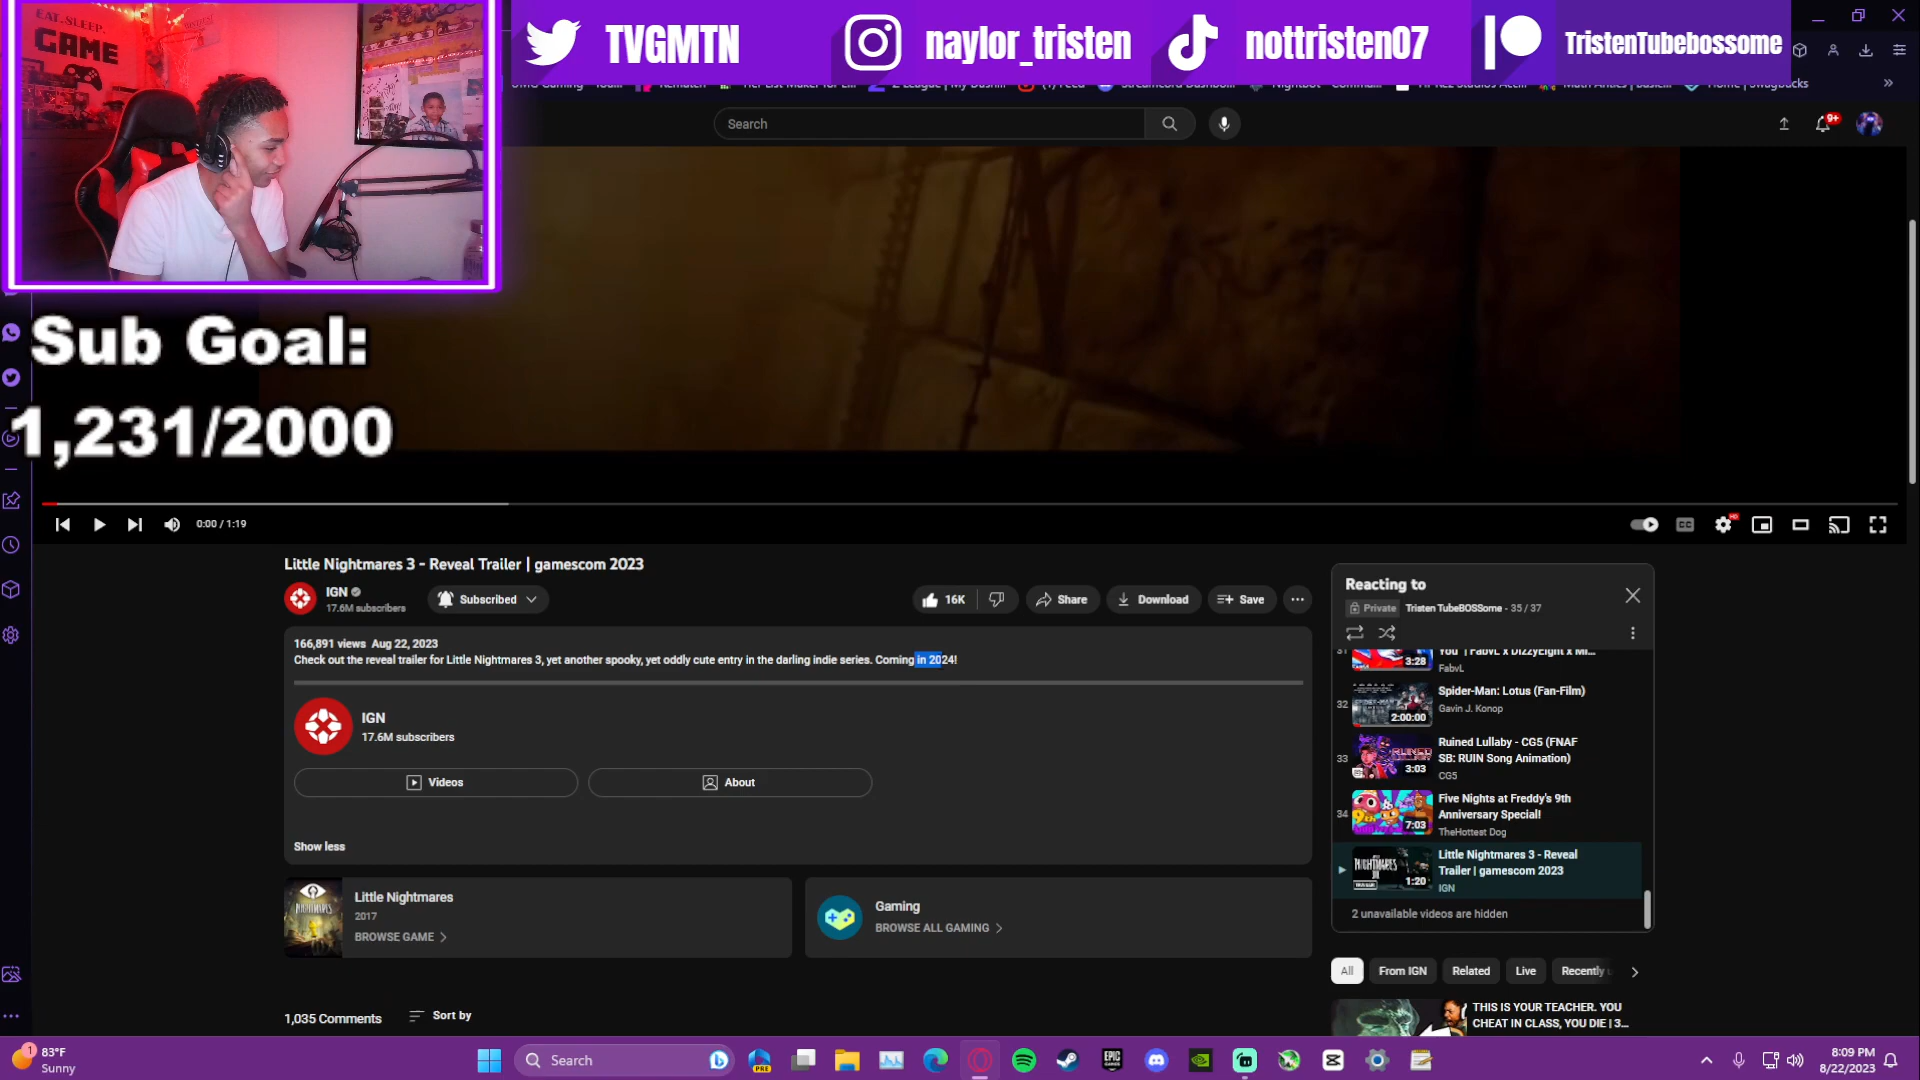 EAT. SLEEP.
GAME
TVGMTN
naylor_tristen
nottristen07
TristenTubebossome
Search
9+
Sub Goal:
1,231/2000
0:00 / 1:19
Little Nightmares 3 - Reveal Trailer | gamescom 2023
IGN
17.6M subscribers
Subscribed
16K
Share
Download
Save
166,891 views Aug 22, 2023
Check out the reveal trailer for Little Nightmares 3, yet another spooky, yet oddly cute entry in the darling indie series. Coming in 2024!
IGN
17.6M subscribers
Videos
About
Show less
Little Nightmares
2017
BROWSE GAME
Gaming
BROWSE ALL GAMING
1,035 Comments
Sort by
Reacting to
Private
Tristen TubeBOSSome - 35 / 37
3:28
FabvL
32
2:00:00
Spider-Man: Lotus (Fan-Film)
Gavin J. Konop
33
3:03
Ruined Lullaby - CG5 (FNAF
SB: RUIN Song Animation)
CG5
34
7:03
Five Nights at Freddy's 9th
Anniversary Special!
TheHottest Dog
1:20
Little Nightmares 3 - Reveal
Trailer | gamescom 2023
IGN
2 unavailable videos are hidden
All
From IGN
Related
Live
Recently
THIS IS YOUR TEACHER. YOU
CHEAT IN CLASS, YOU DIE | 3...
1
83°F
Sunny
Search
PRE
EPIC
8:09 PM
8/22/2023